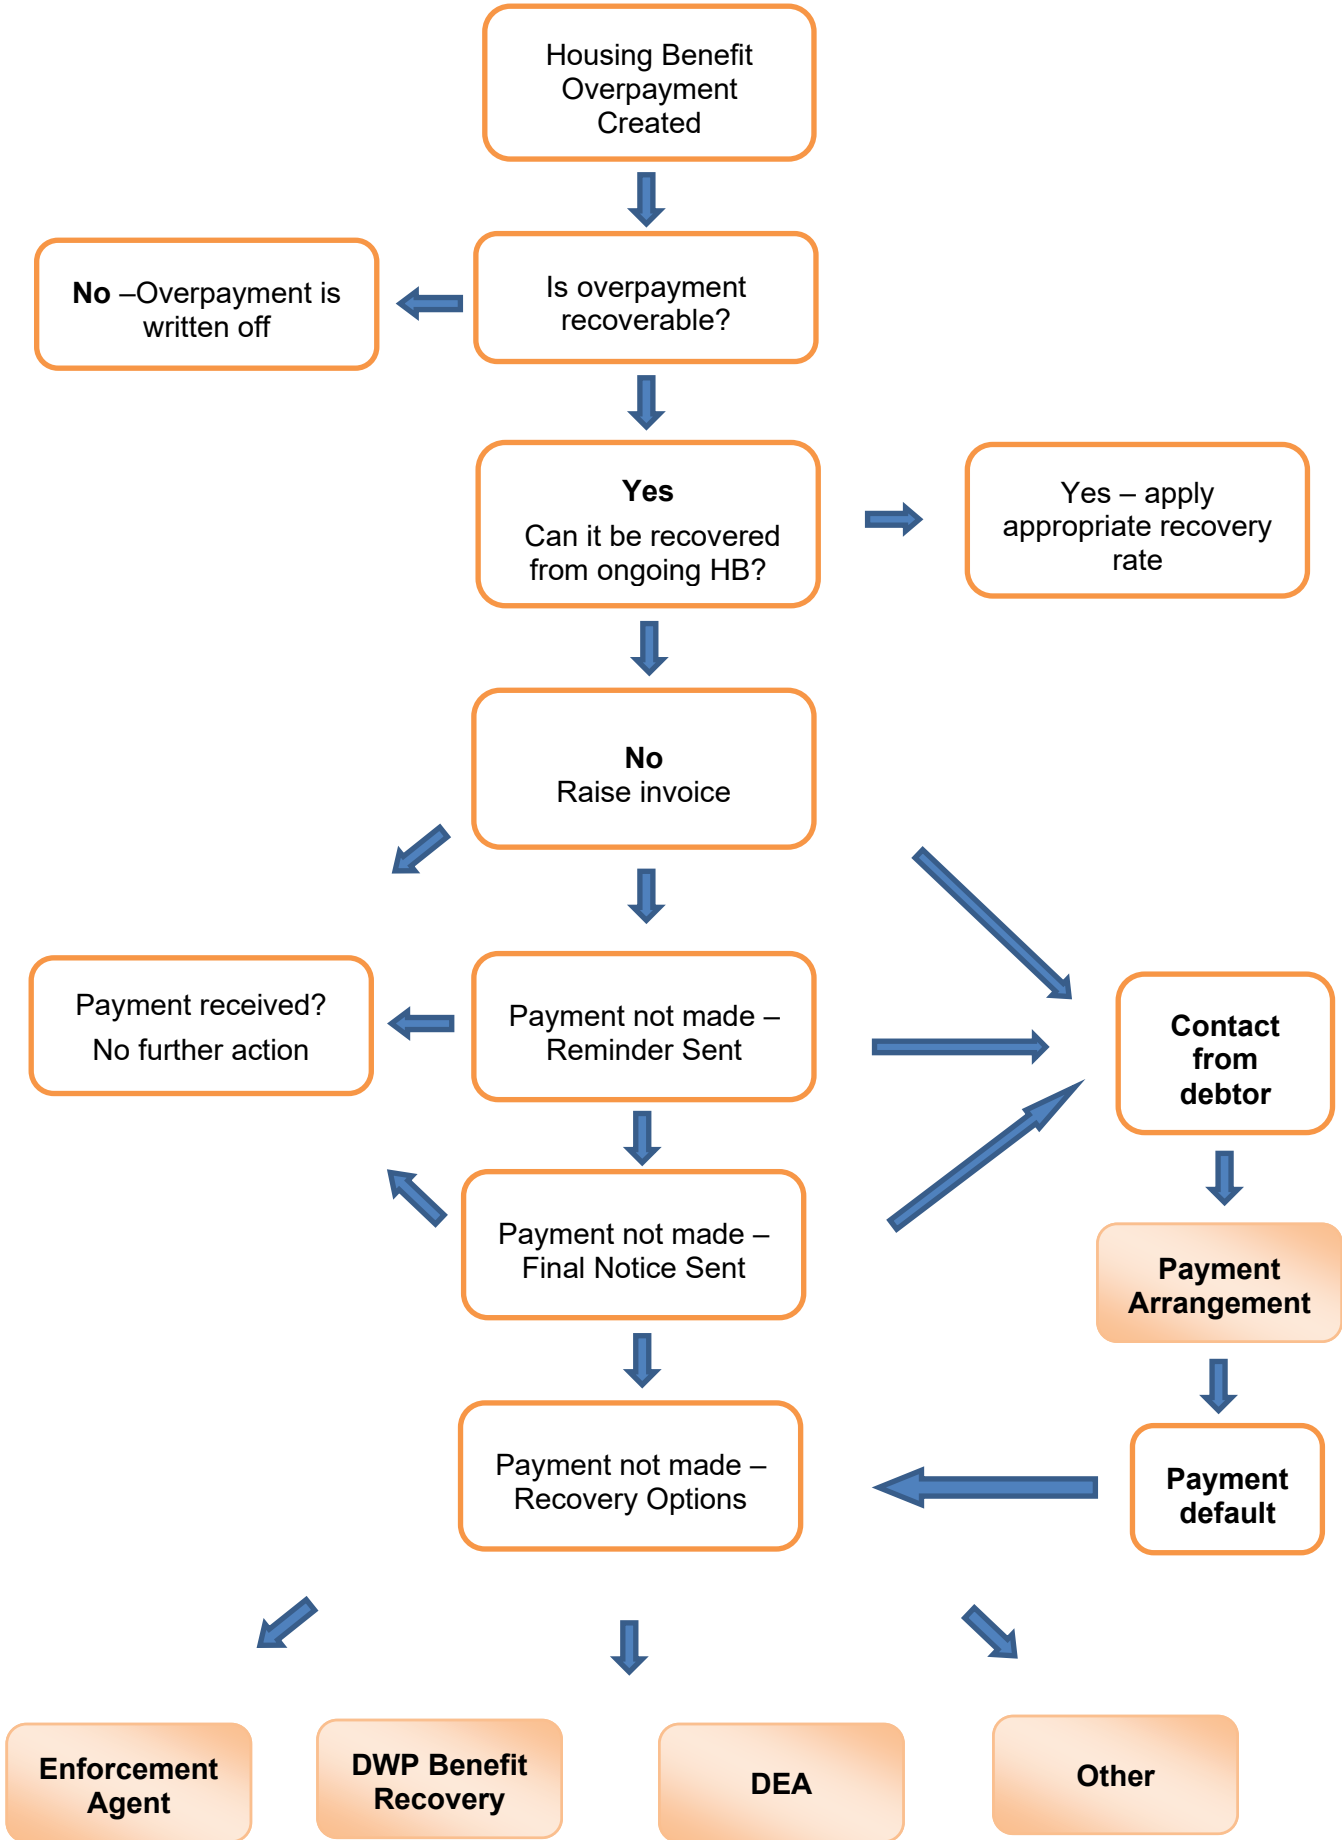 Housing Benefit
Overpayment
Created
No –Overpayment is
written off
Is overpayment
recoverable?
Yes
Can it be recovered
from ongoing HB?
Yes – apply
appropriate recovery
rate
No
Raise invoice
Payment received?
No further action
Payment not made –
Reminder Sent
Contact
from
debtor
Payment not made –
Final Notice Sent
Payment
Arrangement
Payment not made –
Recovery Options
Payment
default
Enforcement
Agent
DWP Benefit
Recovery
DEA
Other